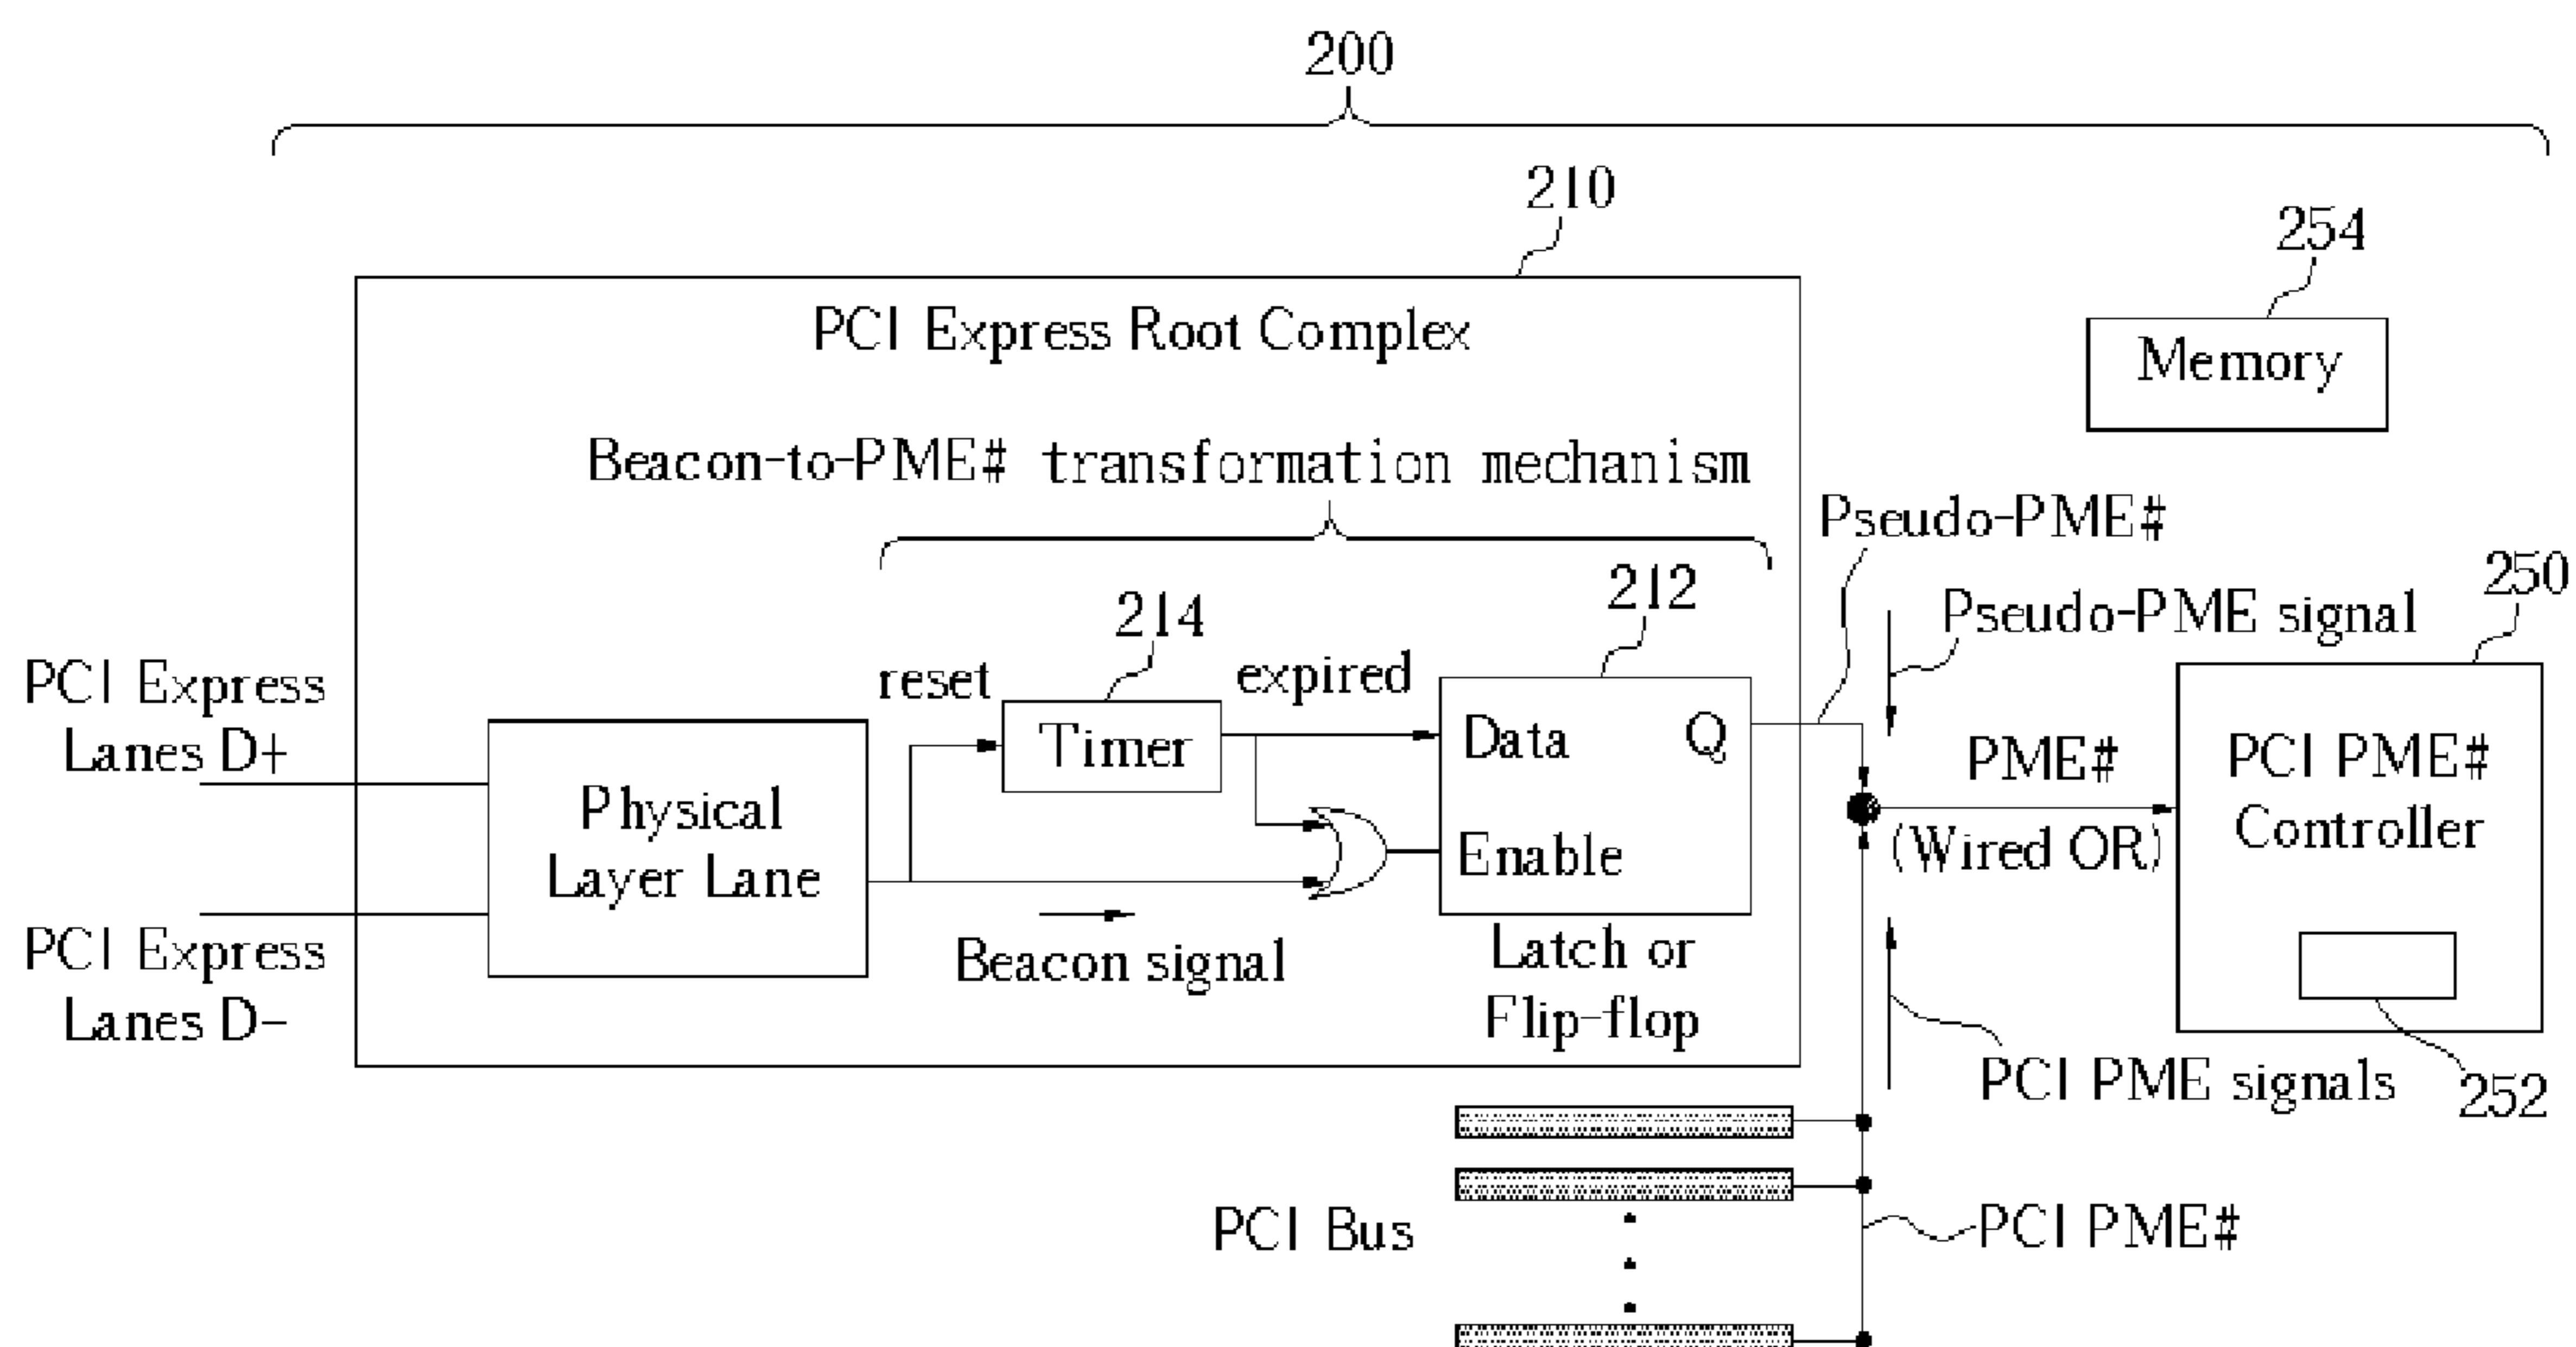 200
210
254
PCI Express Root Complex
Memory
Beacon-to-PME# transformation mechanism
Pseudo-PME#
250
212
Pseudo-PME signal
214
reset
expired
PCI Express
Lanes D+
Timer
Data
Q
PME#
PCI PME#
Controller
Physical
Layer Lane
Enable
(Wired OR)
Beacon signal
Latch or
Flip-flop
PCI Express
Lanes D-
PCI PME signals
252
PCI Bus
PCI PME#